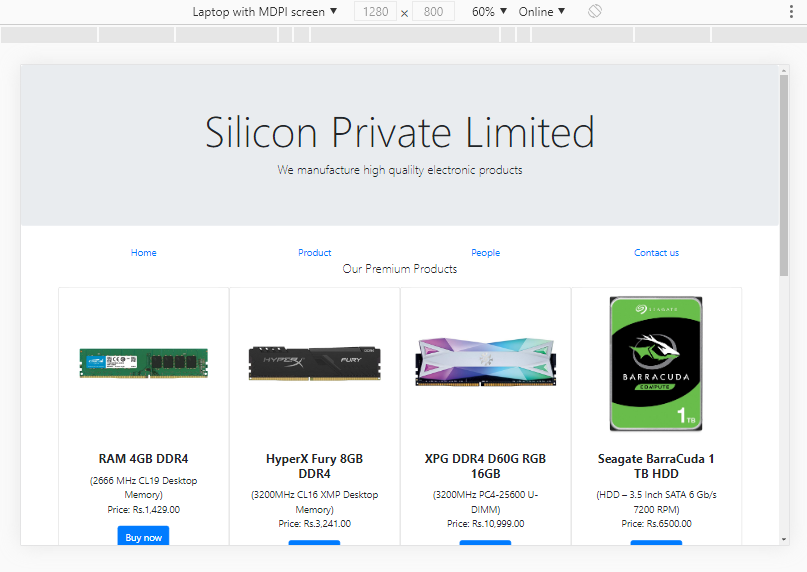 Laptop with MDPI screen ▼ 1280 × 800 60% ▼ Online ▼
Silicon Private Limited
We manufacture high qualilty electronic products
Home Product People Contact us
Our Premium Products
crucial
HYPERX FURY
SEAGATE
BARRACUDA
COMPUTE
1TB
RAM 4GB DDR4
(2666 MHz CL19 Desktop
Memory)
Price: Rs.1,429.00
Buy now
HyperX Fury 8GB
DDR4
(3200MHz CL16 XMP Desktop
Memory)
Price: Rs.3,241.00
XPG DDR4 D60G RGB
16GB
(3200MHz PC4-25600 U-
DIMM)
Price: Rs.10,999.00
Seagate BarraCuda 1
TB HDD
(HDD – 3.5 Inch SATA 6 Gb/s
7200 RPM)
Price: Rs.6500.00